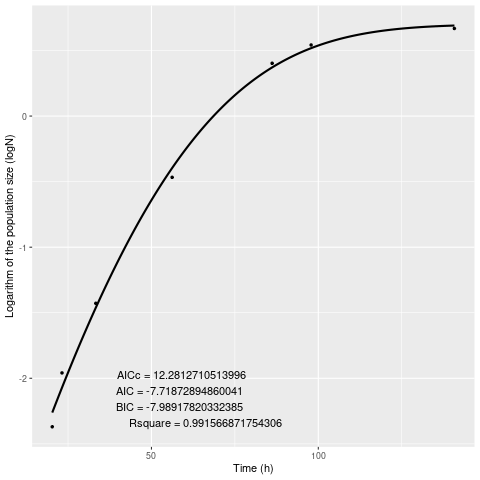 Logarithm of the population size (logN)
0
-1
-2
AICc = 12.2812710513996
AIC = -7.71872894860041
BIC = -7.98917820332385
Rsquare = 0.991566871754306
50
100
Time (h)